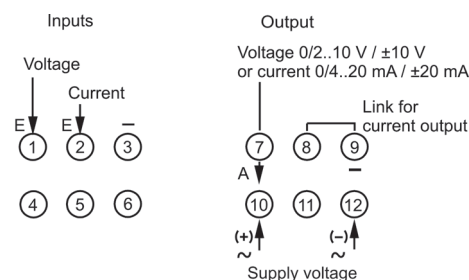 Inputs
Output
Voltage 0/2..10 V / ±10 V
or current 0/4..20 mA / ±20 mA
Voltage
Current
Link for
current output
E E –
1 2 3 7 8 9
A –
4 5 6 10 11 12
(+) (–)
~ ~
Supply voltage